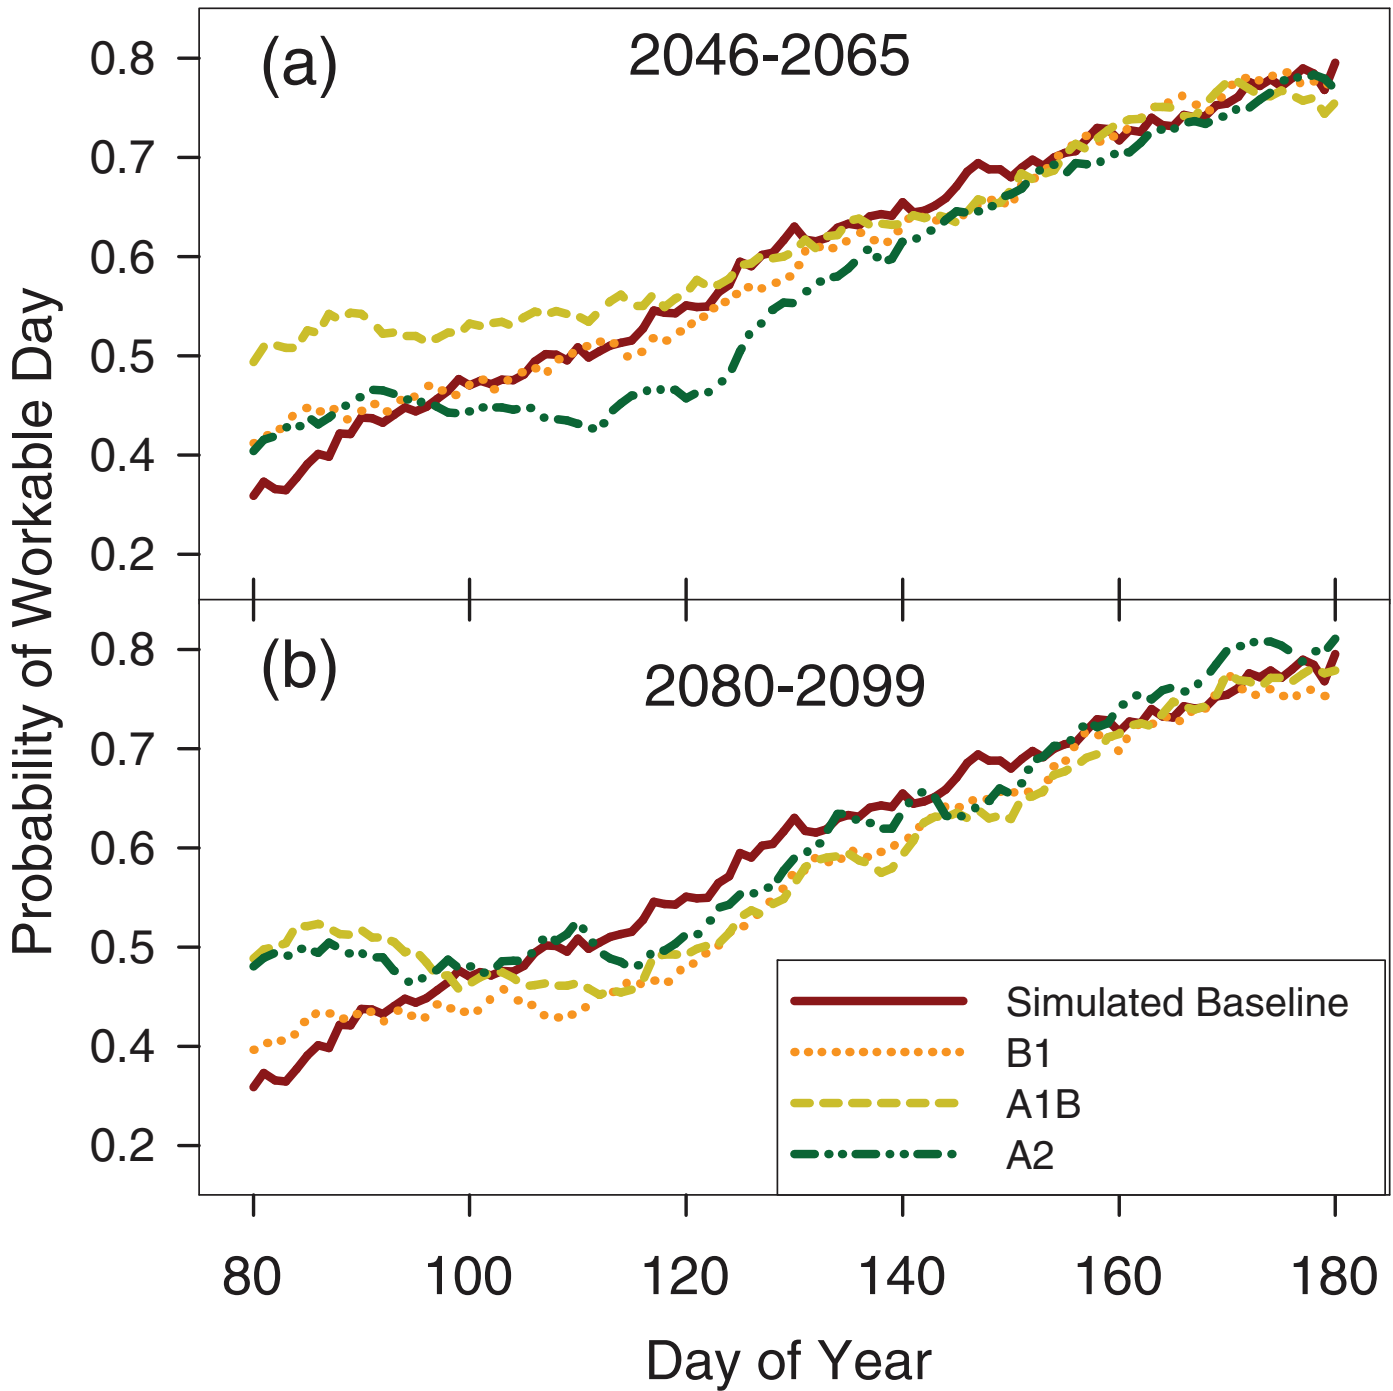 (a)
2046-2065
0.8
0.7
0.6
0.5
0.4
0.2
Probability of Workable Day
(b)
2080-2099
0.8
0.7
0.6
0.5
0.4
0.2
Simulated Baseline
B1
A1B
A2
80 100 120 140 160 180
Day of Year